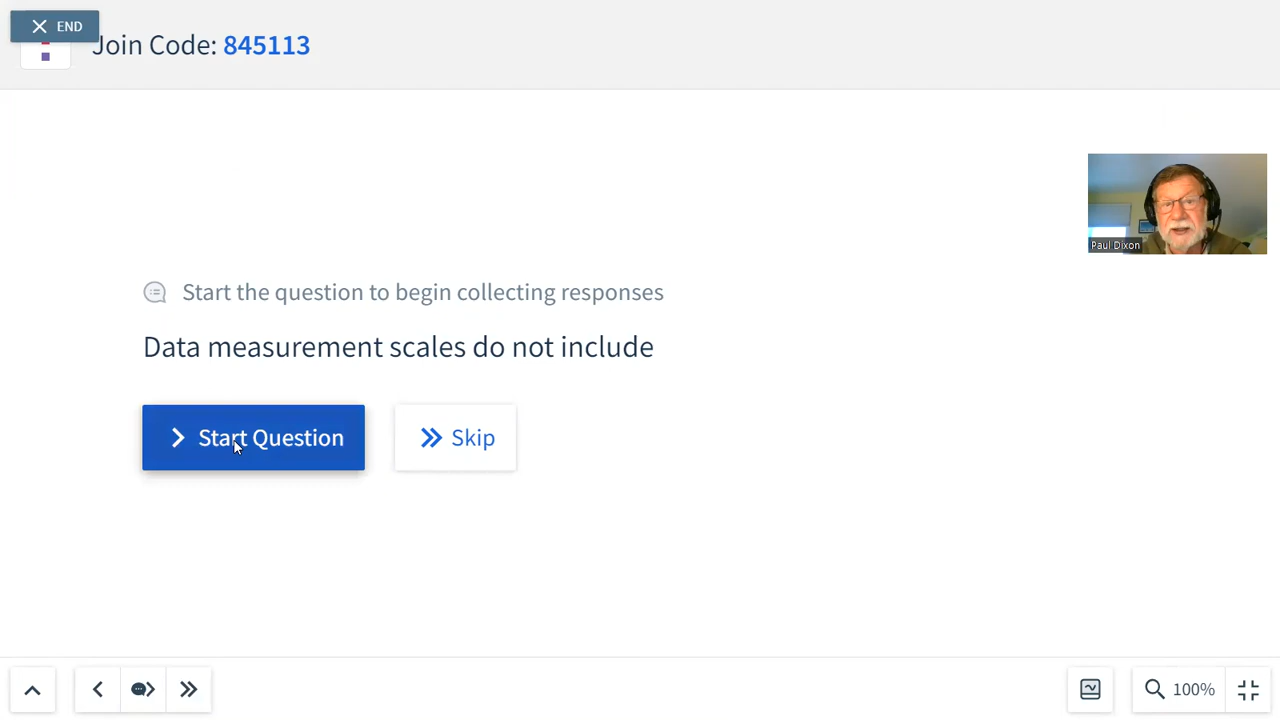 END
Join Code: 845113
Paul Dixon
Start the question to begin collecting responses
Data measurement scales do not include
Start Question
Skip
100%